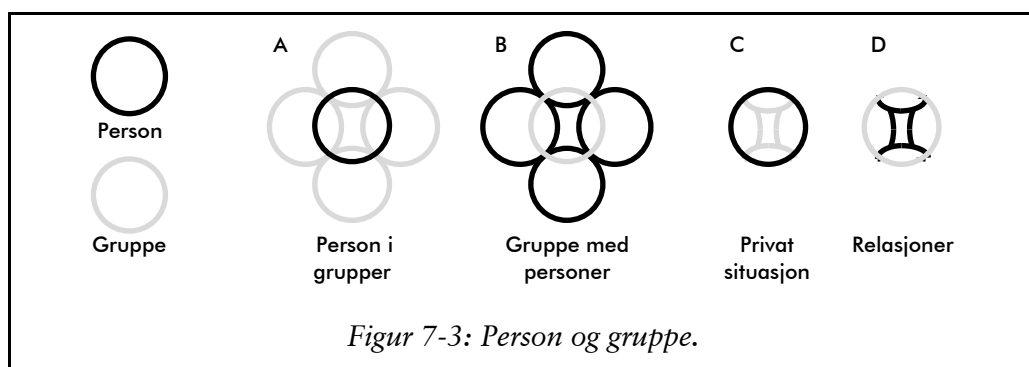 A
B
C
D
Person
Gruppe
Person i
grupper
Gruppe med
personer
Privat
situasjon
Relasjoner
Figur 7-3: Person og gruppe.